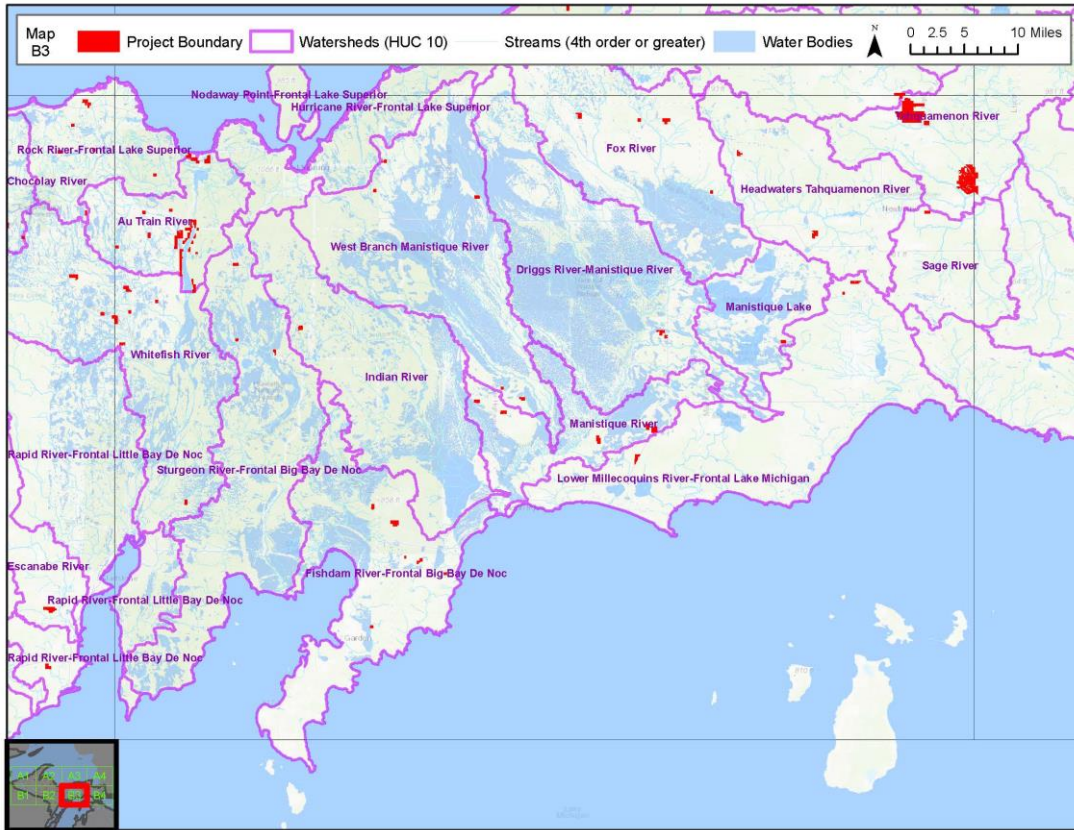 Map
B3
Project Boundary
Watersheds (HUC 10)
Streams (4th order or greater)
Water Bodies
N
0 2.5 5 10 Miles
Nodaway Point-Frontal Lake Superior
Hurricane River-Frontal Lake Superior
Rock River-Frontal Lake Superior
Chocolay River
Au Train River
Fox River
Tahquamenon River
Headwaters Tahquamenon River
West Branch Manistique River
Driggs River-Manistique River
Sage River
Manistique Lake
Whitefish River
Indian River
Manistique River
Rapid River-Frontal Little Bay De Noc
Sturgeon River-Frontal Big Bay De Noc
Lower Millecoquins River-Frontal Lake Michigan
Escanabe River
Fishdam River-Frontal Big Bay De Noc
Rapid River-Frontal Little Bay De Noc
Rapid River-Frontal Little Bay De Noc
A1 A2 A3 A4
B1 B2 B3 B4
Lake
Michigan